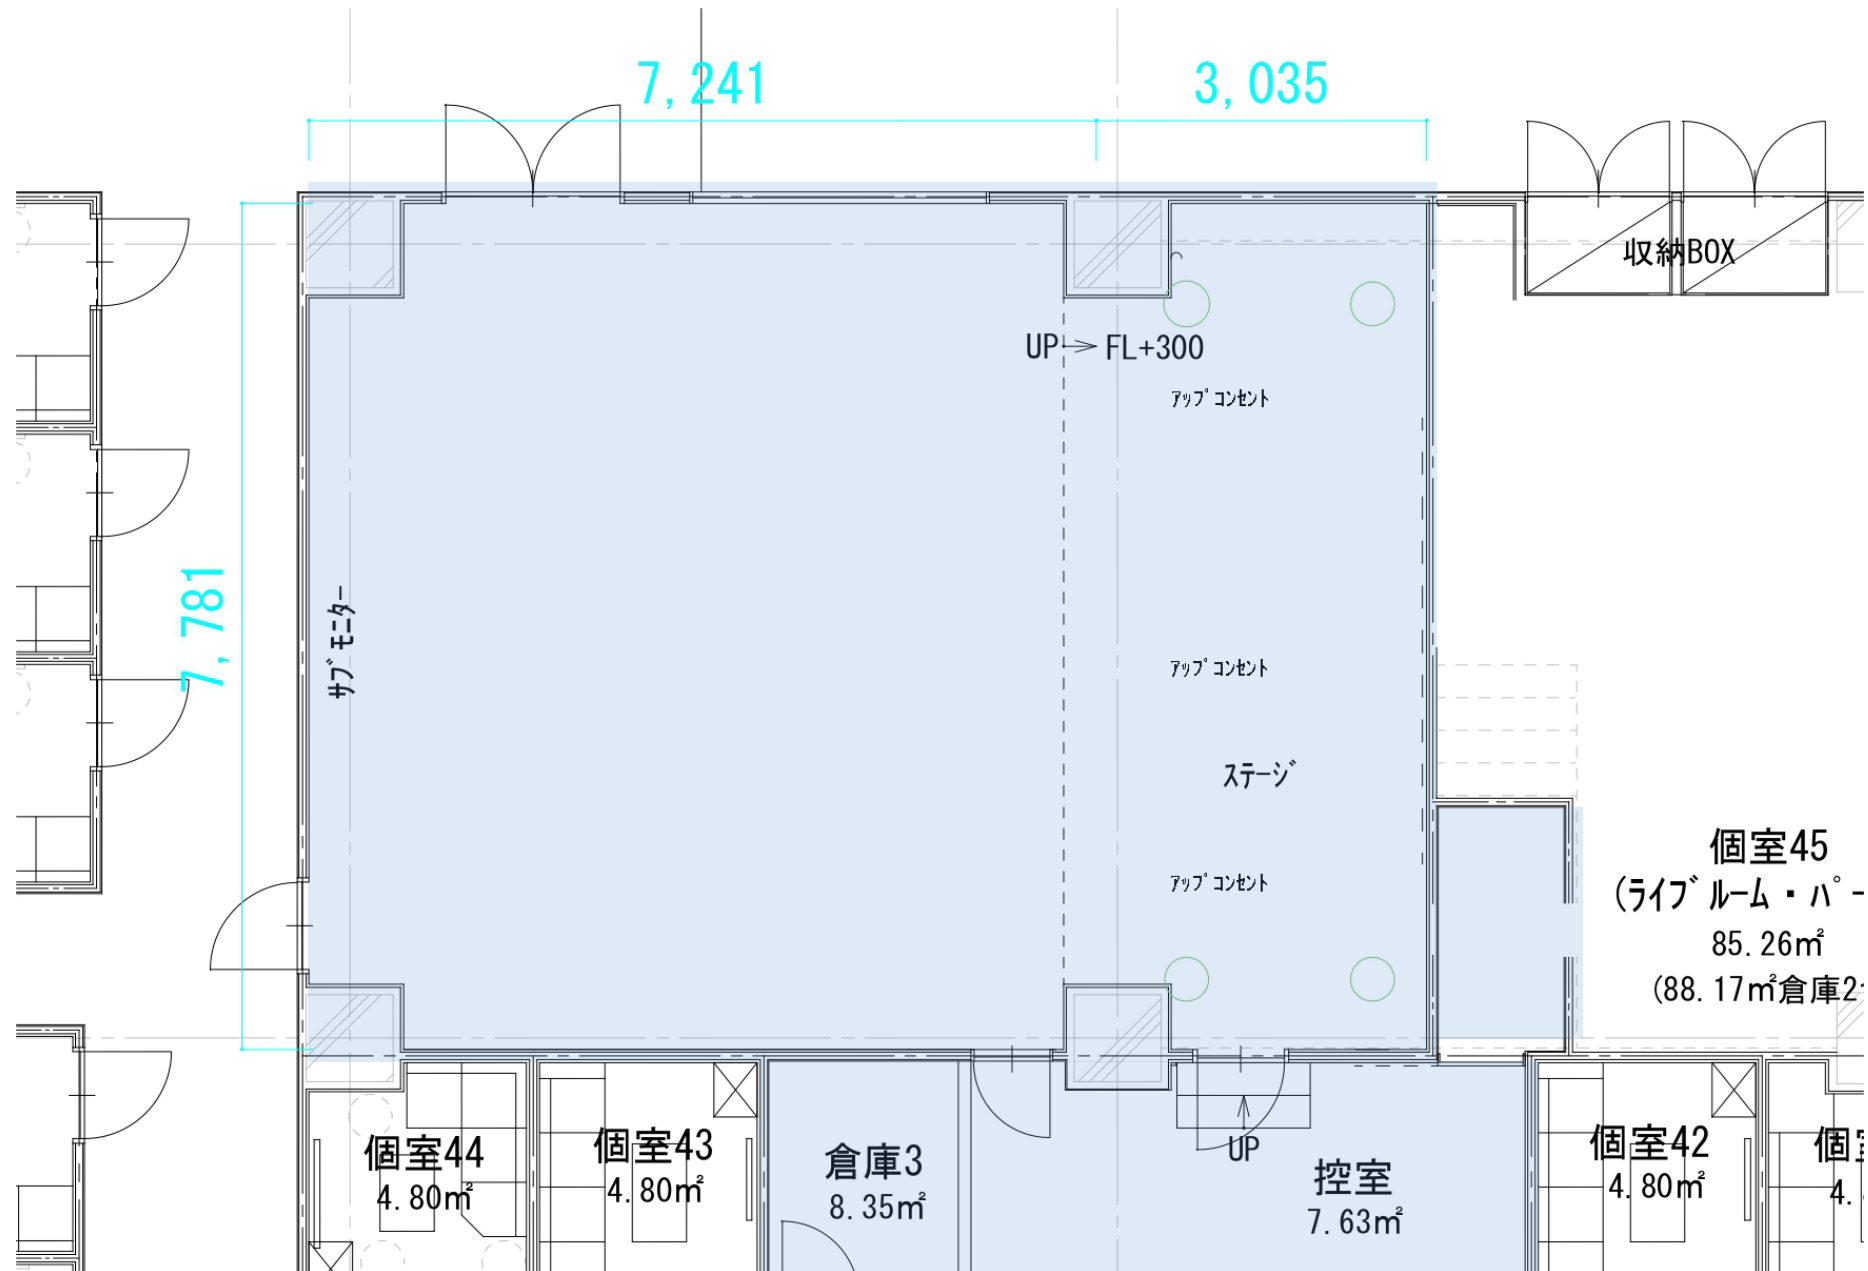 7,241
3,035
収納BOX
UP
FL+300
アップコンセント
7,781
サブモニター
アップコンセント
ステージ
アップコンセント
個室45
(ライブルーム・パー
85.26㎡
(88.17㎡倉庫2
個室44
4.80㎡
個室43
4.80㎡
倉庫3
8.35㎡
UP
控室
7.63㎡
個室42
4.80㎡
個
4.